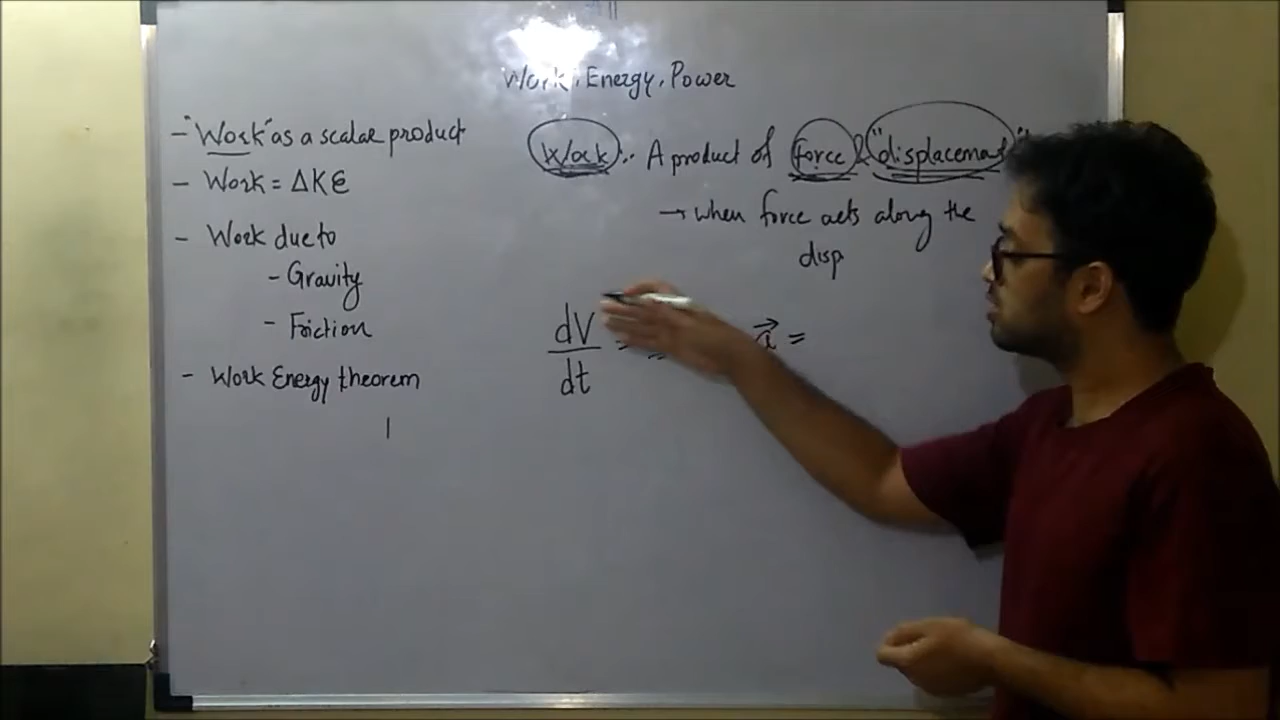 Work, Energy, Power
- "Work" as a scalar product
- Work = ΔKE
- Work due to
- Gravity
- Friction
- Work Energy theorem
Work :- A product of force & "displacement"
→ when force acts along the
disp
dV
dt
=
a⃗ =